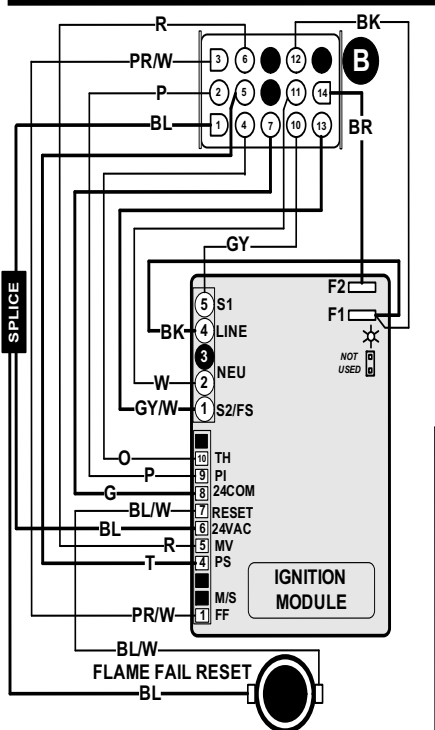 R
BK
PR/W
3 6 12
B
P
2 5 11 14
BL
1 4 7 10 13
BR
GY
F2
F1
5 S1
BK 4 LINE
3
NEU
W 2
GY/W 1 S2/FS
NOT
USED
SPLICE
O 10 TH
P 9 PI
G 8 24COM
BL/W 7 RESET
BL 6 24VAC
R 5 MV
T 4 PS
M/S
PR/W 1 FF
IGNITION
MODULE
BL/W
FLAME FAIL RESET
BL